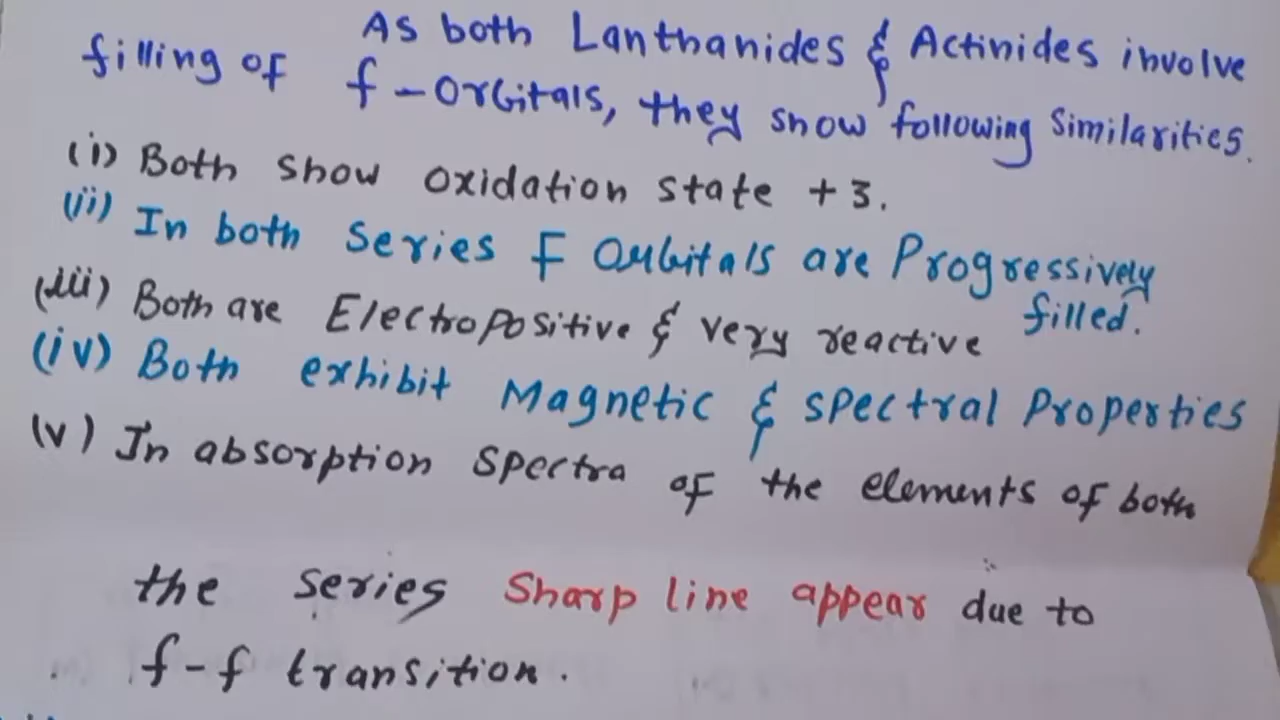 As both Lanthanides & Actinides involve
filling of f-orbitals, they show following similarities.
(i) Both show oxidation state +3.
(ii) In both series F orbitals are Progressively
filled.
(iii) Both are Electropositive & very reactive
(iv) Both exhibit Magnetic & spectral Properties
(v) In absorption spectra of the elements of both
the series sharp line appear due to
f-f transition.